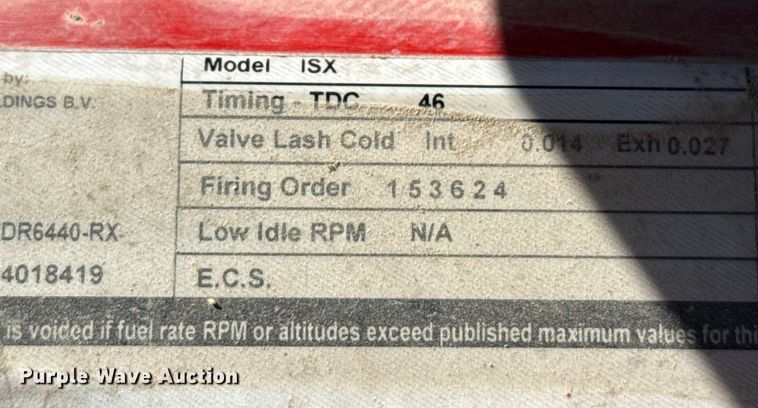 by:
DINGS B.V.
DR6440-RX
4018419
Model ISX
Timing - TDC 46
Valve Lash Cold Int 0.014 Exh 0.027
Firing Order 1 5 3 6 2 4
Low Idle RPM N/A
E.C.S.
is voided if fuel rate RPM or altitudes exceed published maximum values for thi
Purple Wave Auction